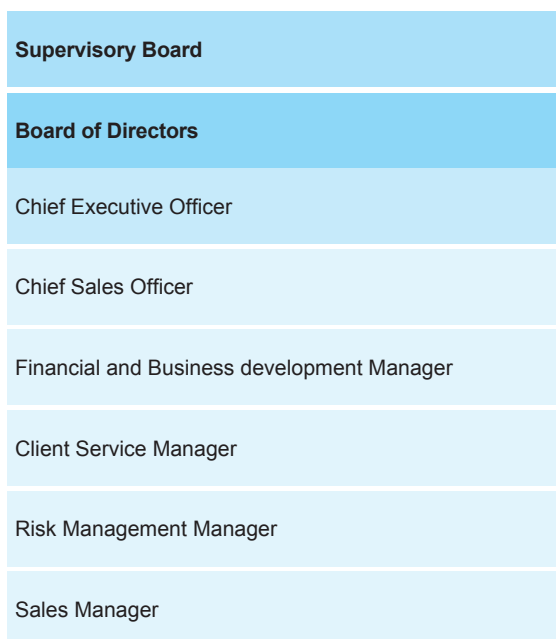 Supervisory Board
Board of Directors
Chief Executive Officer
Chief Sales Officer
Financial and Business development Manager
Client Service Manager
Risk Management Manager
Sales Manager